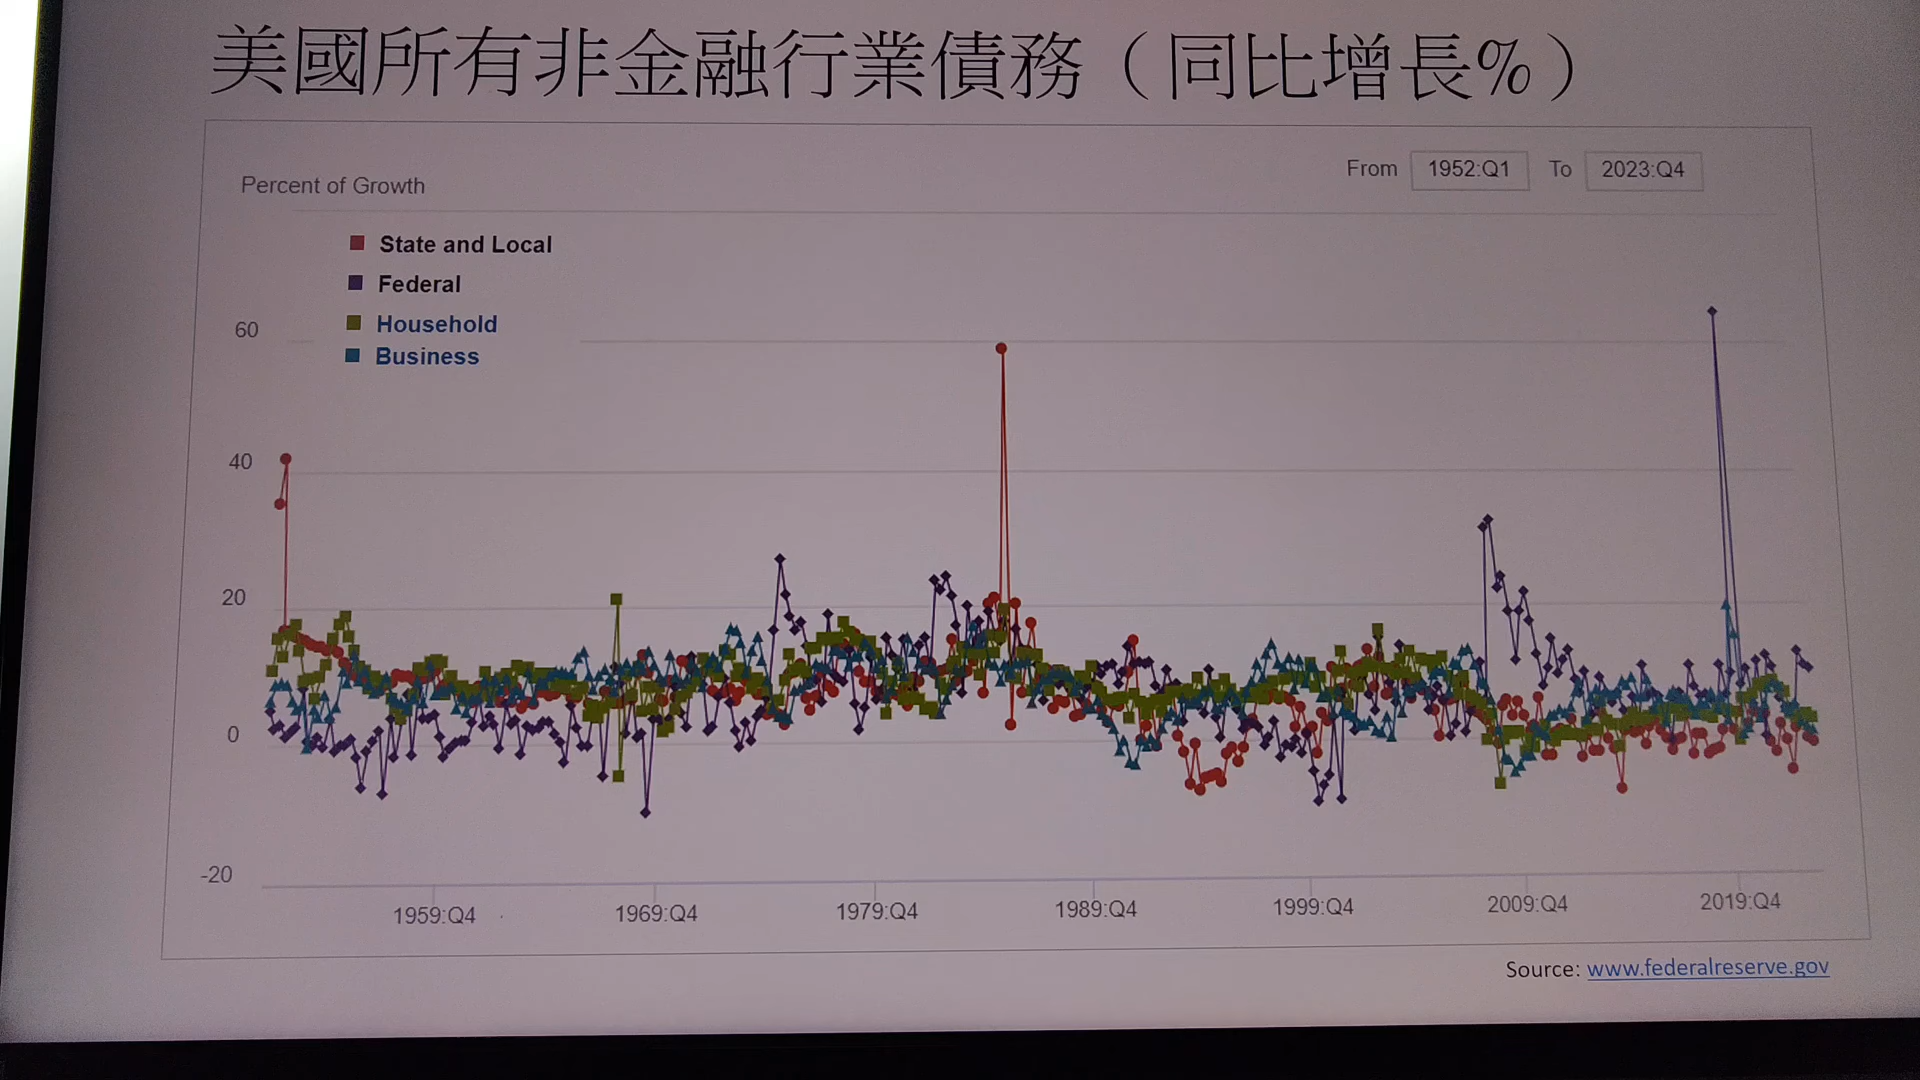 美國所有非金融行業債務（同比增長%）
From 1952:Q1 To 2023:Q4
Percent of Growth
State and Local
Federal
Household
Business
60
40
20
0
-20
1959:Q4 1969:Q4 1979:Q4 1989:Q4 1999:Q4 2009:Q4 2019:Q4
Source: www.federalreserve.gov